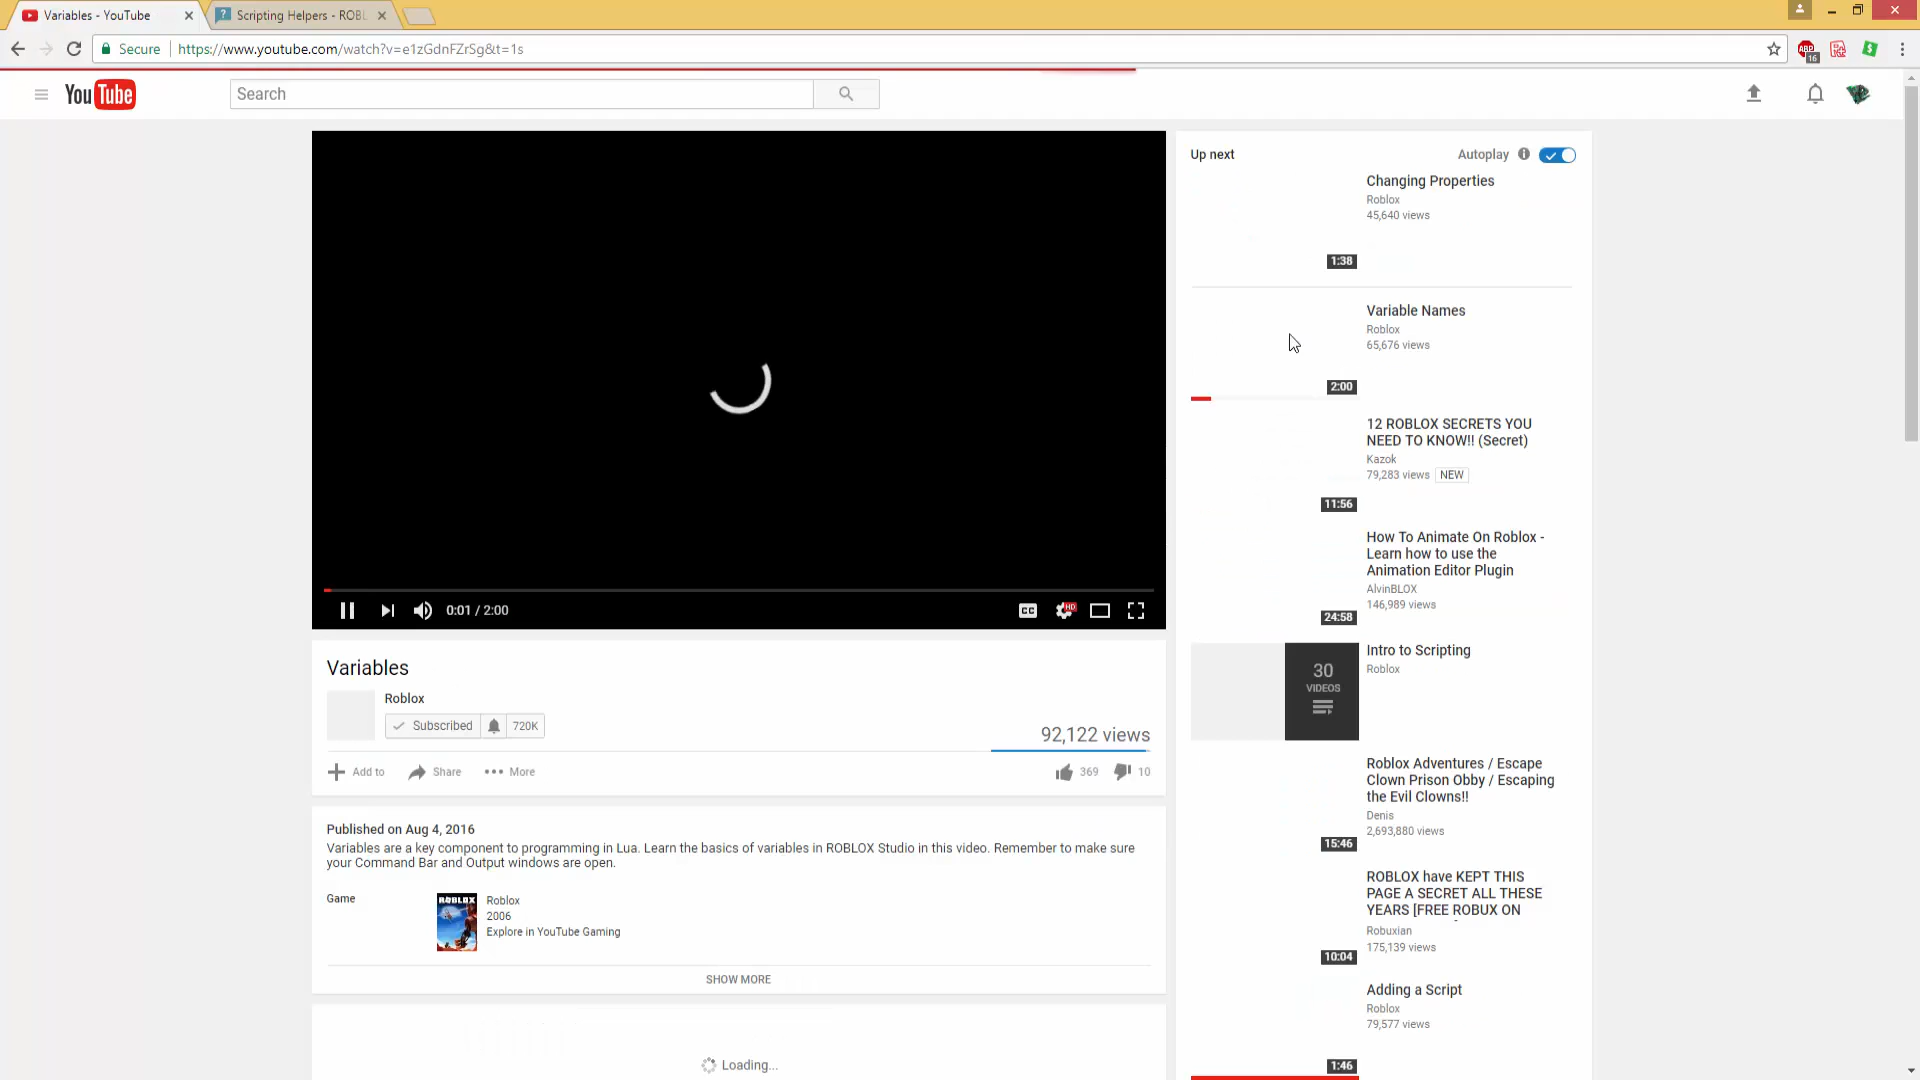 Variables - YouTube
Scripting Helpers - ROBL
Secure
https://www.youtube.com/watch?v=e1zGdnFZrSg&t=1s
ABP
16
You Tube
Search
Up next
Autoplay
Changing Properties
Roblox
45,640 views
1:38
Variable Names
Roblox
65,676 views
2:00
12 ROBLOX SECRETS YOU
NEED TO KNOW!! (Secret)
Kazok
79,283 views NEW
11:56
How To Animate On Roblox -
Learn how to use the
Animation Editor Plugin
AlvinBLOX
146,989 views
24:58
30
VIDEOS
Intro to Scripting
Roblox
Roblox Adventures / Escape
Clown Prison Obby / Escaping
the Evil Clowns!!
Denis
2,693,880 views
15:46
ROBLOX have KEPT THIS
PAGE A SECRET ALL THESE
YEARS [FREE ROBUX ON
Robuxian
175,139 views
10:04
Adding a Script
Roblox
79,577 views
1:46
0:01 / 2:00
CC
HD
Variables
Roblox
Subscribed
720K
92,122 views
Add to
Share
More
369
10
Published on Aug 4, 2016
Variables are a key component to programming in Lua. Learn the basics of variables in ROBLOX Studio in this video. Remember to make sure
your Command Bar and Output windows are open.
Game
ROBLOX
Roblox
2006
Explore in YouTube Gaming
SHOW MORE
Loading...